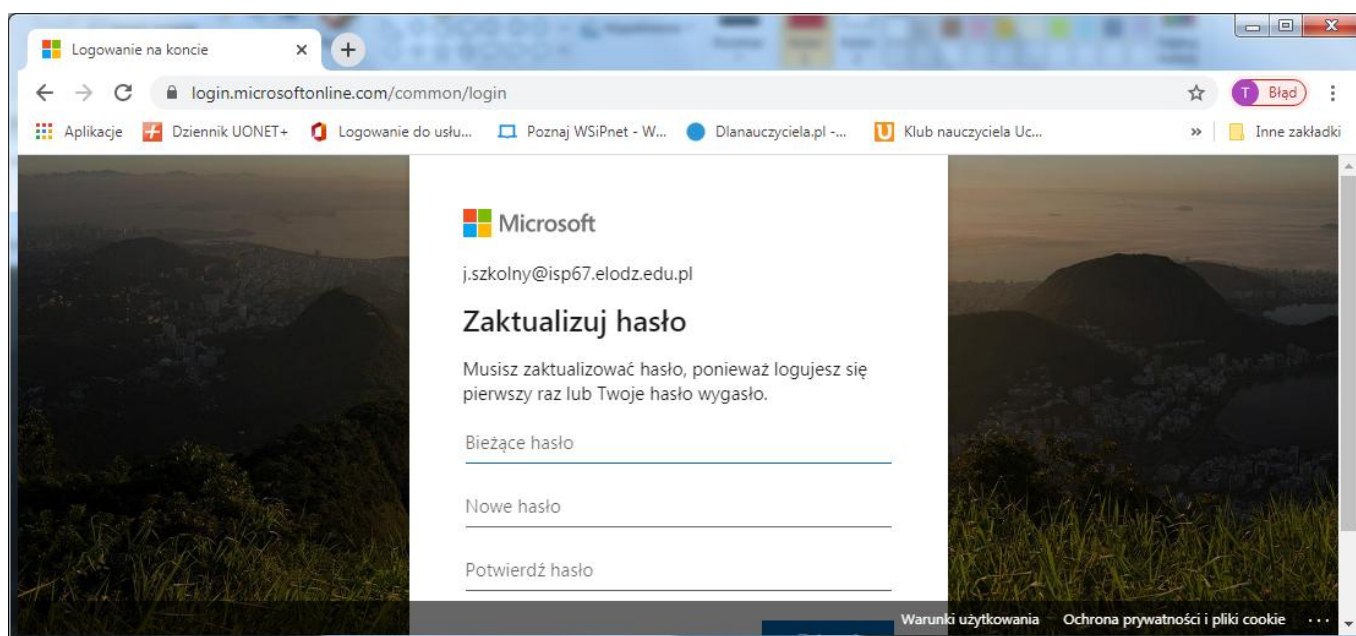 Logowanie na koncie
login.microsoftonline.com/common/login
T Błąd
Aplikacje Dziennik UONET+ Logowanie do usłu... Poznaj WSiPnet - W... Dlanauczyciela.pl -... Klub nauczyciela Uc... » Inne zakładki
Microsoft
j.szkolny@isp67.elodz.edu.pl
Zaktualizuj hasło
Musisz zaktualizować hasło, ponieważ logujesz się
pierwszy raz lub Twoje hasło wygasło.
Bieżące hasło
Nowe hasło
Potwierdź hasło
Warunki użytkowania Ochrona prywatności i pliki cookie ...